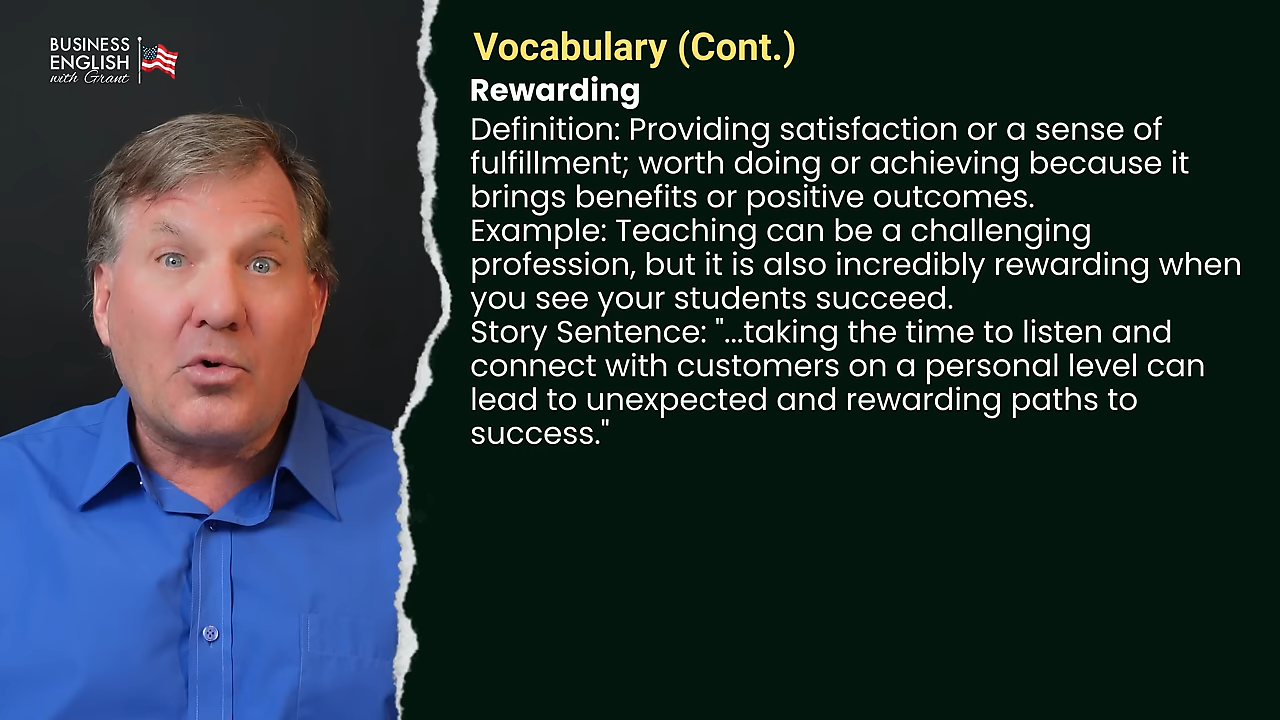 BUSINESS
ENGLISH
with Grant
Vocabulary (Cont.)
Rewarding
Definition: Providing satisfaction or a sense of
fulfillment; worth doing or achieving because it
brings benefits or positive outcomes.
Example: Teaching can be a challenging
profession, but it is also incredibly rewarding when
you see your students succeed.
Story Sentence: "...taking the time to listen and
connect with customers on a personal level can
lead to unexpected and rewarding paths to
success."